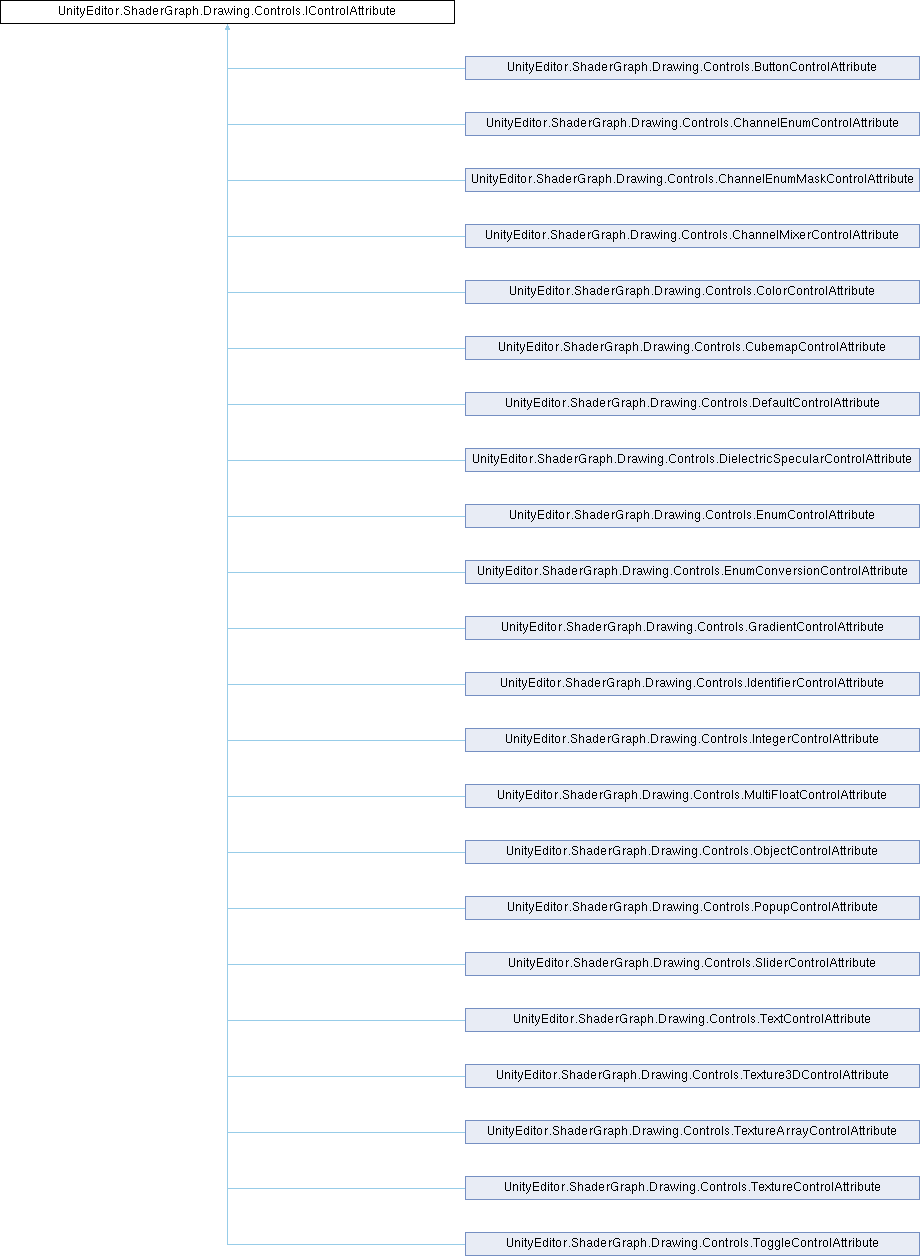 UnityEditor.ShaderGraph.Drawing.Controls.IControlAttribute
UnityEditor.ShaderGraph.Drawing.Controls.ButtonControlAttribute
UnityEditor.ShaderGraph.Drawing.Controls.ChannelEnumControlAttribute
UnityEditor.ShaderGraph.Drawing.Controls.ChannelEnumMaskControlAttribute
UnityEditor.ShaderGraph.Drawing.Controls.ChannelMixerControlAttribute
UnityEditor.ShaderGraph.Drawing.Controls.ColorControlAttribute
UnityEditor.ShaderGraph.Drawing.Controls.CubemapControlAttribute
UnityEditor.ShaderGraph.Drawing.Controls.DefaultControlAttribute
UnityEditor.ShaderGraph.Drawing.Controls.DielectricSpecularControlAttribute
UnityEditor.ShaderGraph.Drawing.Controls.EnumControlAttribute
UnityEditor.ShaderGraph.Drawing.Controls.EnumConversionControlAttribute
UnityEditor.ShaderGraph.Drawing.Controls.GradientControlAttribute
UnityEditor.ShaderGraph.Drawing.Controls.IdentifierControlAttribute
UnityEditor.ShaderGraph.Drawing.Controls.IntegerControlAttribute
UnityEditor.ShaderGraph.Drawing.Controls.MultiFloatControlAttribute
UnityEditor.ShaderGraph.Drawing.Controls.ObjectControlAttribute
UnityEditor.ShaderGraph.Drawing.Controls.PopupControlAttribute
UnityEditor.ShaderGraph.Drawing.Controls.SliderControlAttribute
UnityEditor.ShaderGraph.Drawing.Controls.TextControlAttribute
UnityEditor.ShaderGraph.Drawing.Controls.Texture3DControlAttribute
UnityEditor.ShaderGraph.Drawing.Controls.TextureArrayControlAttribute
UnityEditor.ShaderGraph.Drawing.Controls.TextureControlAttribute
UnityEditor.ShaderGraph.Drawing.Controls.ToggleControlAttribute